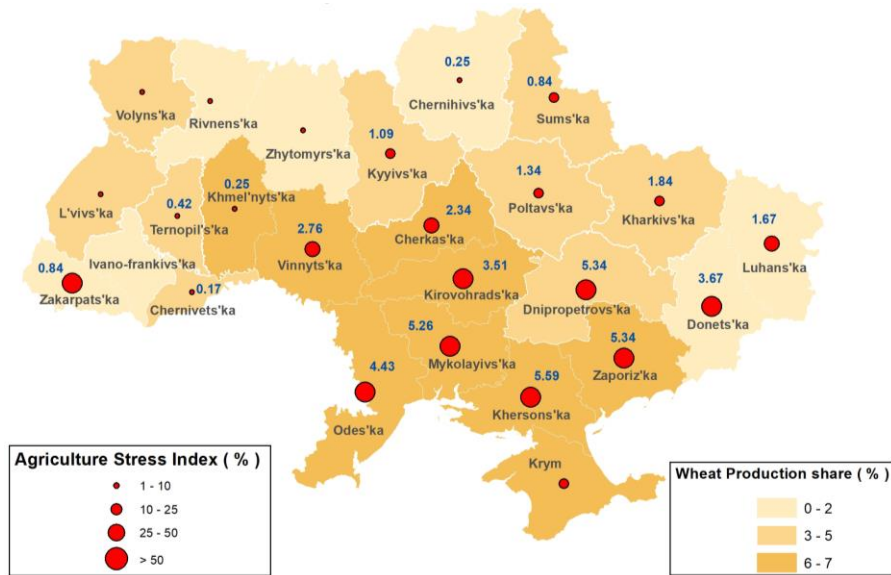 0.25
Chernihivs'ka
0.84
Sums'ka
Volyns'ka
Rivnens'ka
Zhytomyrs'ka
1.09
Kyyivs'ka
1.34
Poltavs'ka
1.84
Kharkivs'ka
1.67
Luhans'ka
L'vivs'ka
0.42
Ternopil's'ka
0.25
Khmel'nyts'ka
2.76
Vinnyts'ka
2.34
Cherkas'ka
3.51
Kirovohrads'ka
5.34
Dnipropetrovs'ka
3.67
Donets'ka
0.84
Zakarpats'ka
Ivano-frankivs'ka
0.17
Chernivets'ka
5.26
Mykolayivs'ka
5.34
Zaporiz'ka
4.43
Odes'ka
5.59
Khersons'ka
Krym
Agriculture Stress Index ( % )
1 - 10
10 - 25
25 - 50
> 50
Wheat Production share ( % )
0 - 2
3 - 5
6 - 7